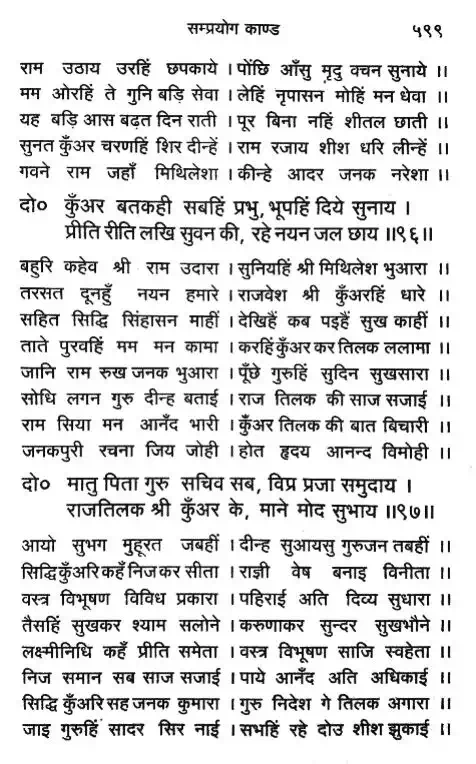 सम्प्रयोग काण्ड ५९९
राम उठाय उरहिं छपकाये । पोंछि आँसु मृदु वचन सुनाये ।।
मम ओरहिं ते गुनि बड़ि सेवा । लेहिं नृपासन मोहिं मन धेवा ।।
यह बड़ि आस बढ़त दिन राती । पूर बिना नहिं शीतल छाती ।।
सुनत कुँअर चरणहिं शिर दीन्हें । राम रजाय शीश धरि लीन्हें ।।
गवने राम जहाँ मिथिलेशा । कीन्हे आदर जनक नरेशा ।।
दो० कुँअर बतकही सबहिं प्रभु, भूपहिं दिये सुनाय ।
प्रीति रीति लखि सुवन की, रहे नयन जल छाय ।।९६।।
बहुरि कहेव श्री राम उदारा । सुनियहिं श्री मिथिलेश भुआरा ।।
तरसत दूनहुँ नयन हमारे । राजवेश श्री कुँअरहिं धारे ।।
सहित सिद्धि सिंहासन माहीं । देखिहैं कब पइहैं सुख काहीं ।।
ताते पुरवहिं मम मन कामा । करहिं कुँअर कर तिलक ललामा ।।
जानि राम रुख जनक भुआरा । पूँछे गुरुहिं सुदिन सुखसारा ।।
सोधि लगन गुरु दीन्ह बताई । राज तिलक की साज सजाई ।।
राम सिया मन आनँद भारी । कुँअर तिलक की बात बिचारी ।।
जनकपुरी रचना जिय जोही । होत हृदय आनन्द विमोही ।।
दो० मातु पिता गुरु सचिव सब, विप्र प्रजा समुदाय ।
राजतिलक श्री कुँअर के, माने मोद सुभाय ।।९७।।
आयो सुभग मुहूरत जबहीं । दीन्ह सुआयसु गुरुजन तबहीं ।।
सिद्धि कुँअरि कहँ निज कर सीता । राज्ञी वेष बनाइ विनीता ।।
वस्त्र विभूषण विविध प्रकारा । पहिराई अति दिव्य सुधारा ।।
तैसहिं सुखकर श्याम सलोने । करुणाकर सुन्दर सुखभौने ।।
लक्ष्मीनिधि कहँ प्रीति समेता । वस्त्र विभूषण साजि स्वहेता ।।
निज समान सब साज सजाई । पाये आनँद अति अधिकाई ।।
सिद्धि कुँअरि सह जनक कुमारा । गुरु निदेश गे तिलक अगारा ।।
जाइ गुरुहिं सादर सिर नाई । सभहिं रहे दोउ शीश झुकाई ।।